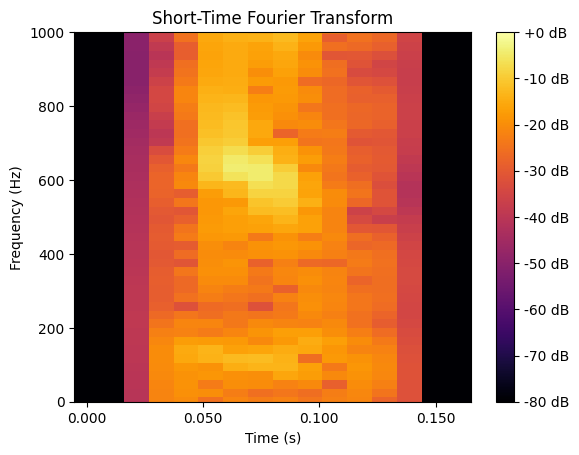 Short-Time Fourier Transform
1000
800
600
400
200
0
Frequency (Hz)
0.000
0.050
0.100
0.150
Time (s)
+0 dB
-10 dB
-20 dB
-30 dB
-40 dB
-50 dB
-60 dB
-70 dB
-80 dB